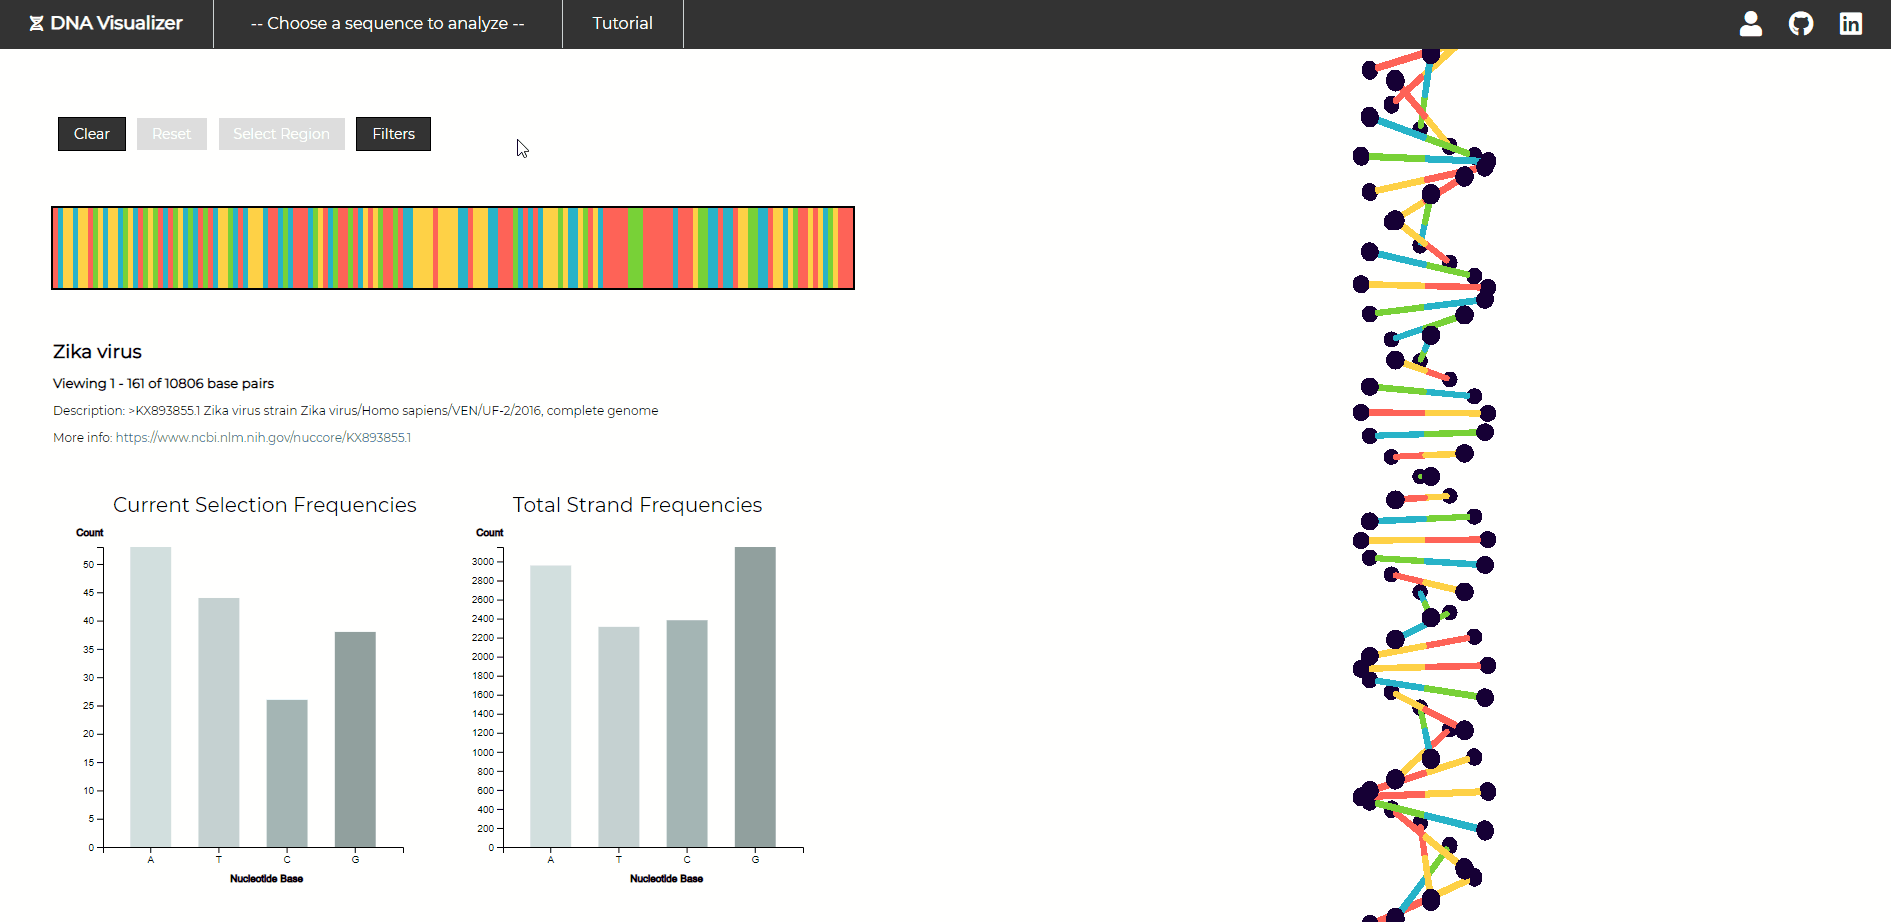 DNA Visualizer
-- Choose a sequence to analyze --
Tutorial
Clear
Reset
Select Region
Filters
Zika virus
Viewing 1 - 161 of 10806 base pairs
Description: >KX893855.1 Zika virus strain Zika virus/Homo sapiens/VEN/UF-2/2016, complete genome
More info: https://www.ncbi.nlm.nih.gov/nuccore/KX893855.1
Current Selection Frequencies
Count
50
45
40
35
30
25
20
15
10
5
0
A T C G
Nucleotide Base
Total Strand Frequencies
Count
3000
2800
2600
2400
2200
2000
1800
1600
1400
1200
1000
800
600
400
200
0
A T C G
Nucleotide Base
in